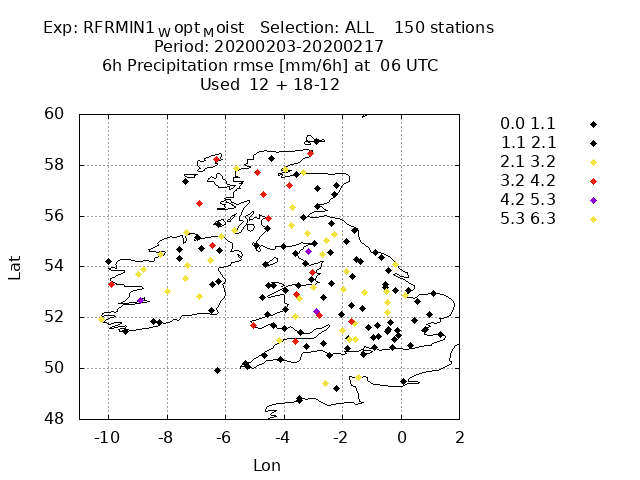 Exp: RFRMIN1WoptMoist   Selection: ALL    150 stations
Period: 20200203-20200217
6h Precipitation rmse [mm/6h] at  06 UTC
Used  12 + 18-12
60
58
56
54
52
50
48
Lat
-10 -8 -6 -4 -2 0 2
Lon
0.0 1.1
1.1 2.1
2.1 3.2
3.2 4.2
4.2 5.3
5.3 6.3